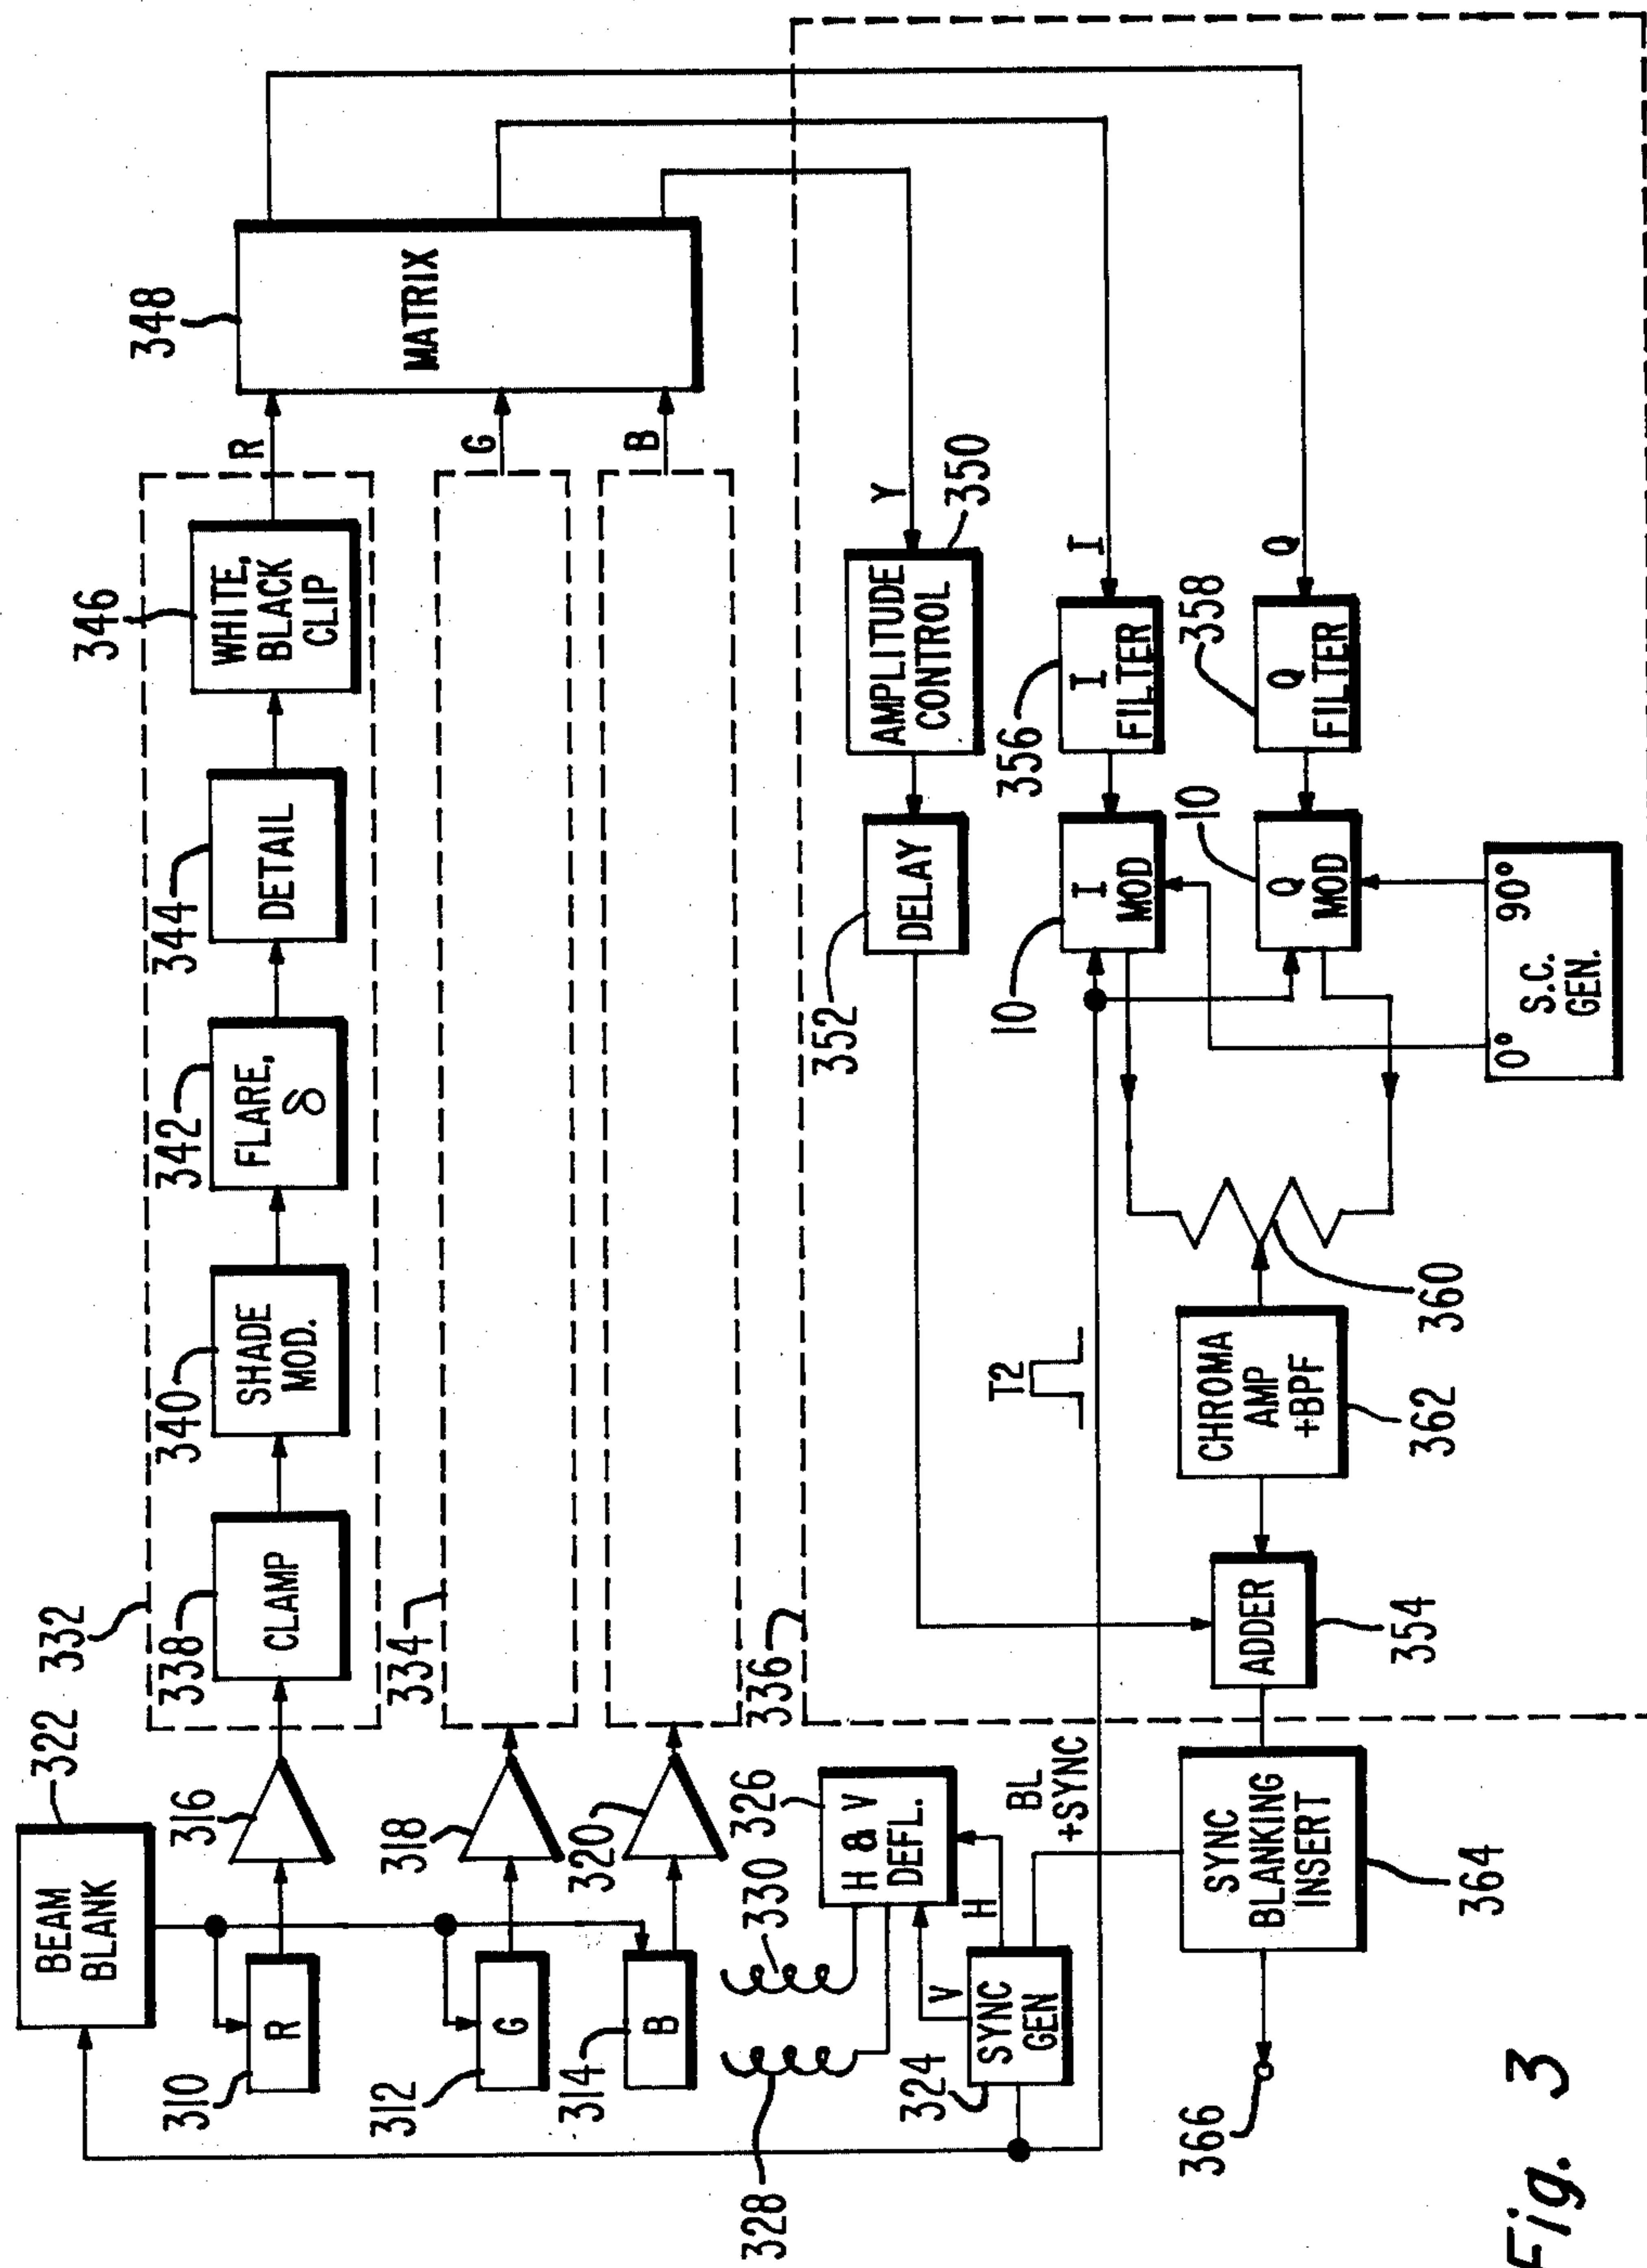 322
BEAM
BLANK
332
310
R
316
338
CLAMP
340
SHADE
MOD.
342
FLARE,
δ
344
DETAIL
346
WHITE,
BLACK
CLIP
R
348
MATRIX
312
G
318
334
G
314
B
320
B
328
330
326
H & V
DEFL.
336
324
SYNC
GEN
V
H
BL
+SYNC
T2
352
DELAY
AMPLITUDE
CONTROL
350
Y
10
I
MOD
356
I
FILTER
I
10
Q
MOD
358
Q
FILTER
Q
366
SYNC
BLANKING
INSERT
364
ADDER
354
CHROMA
AMP
+BPF
362
360
0°
90°
S.C.
GEN.
Fig. 3